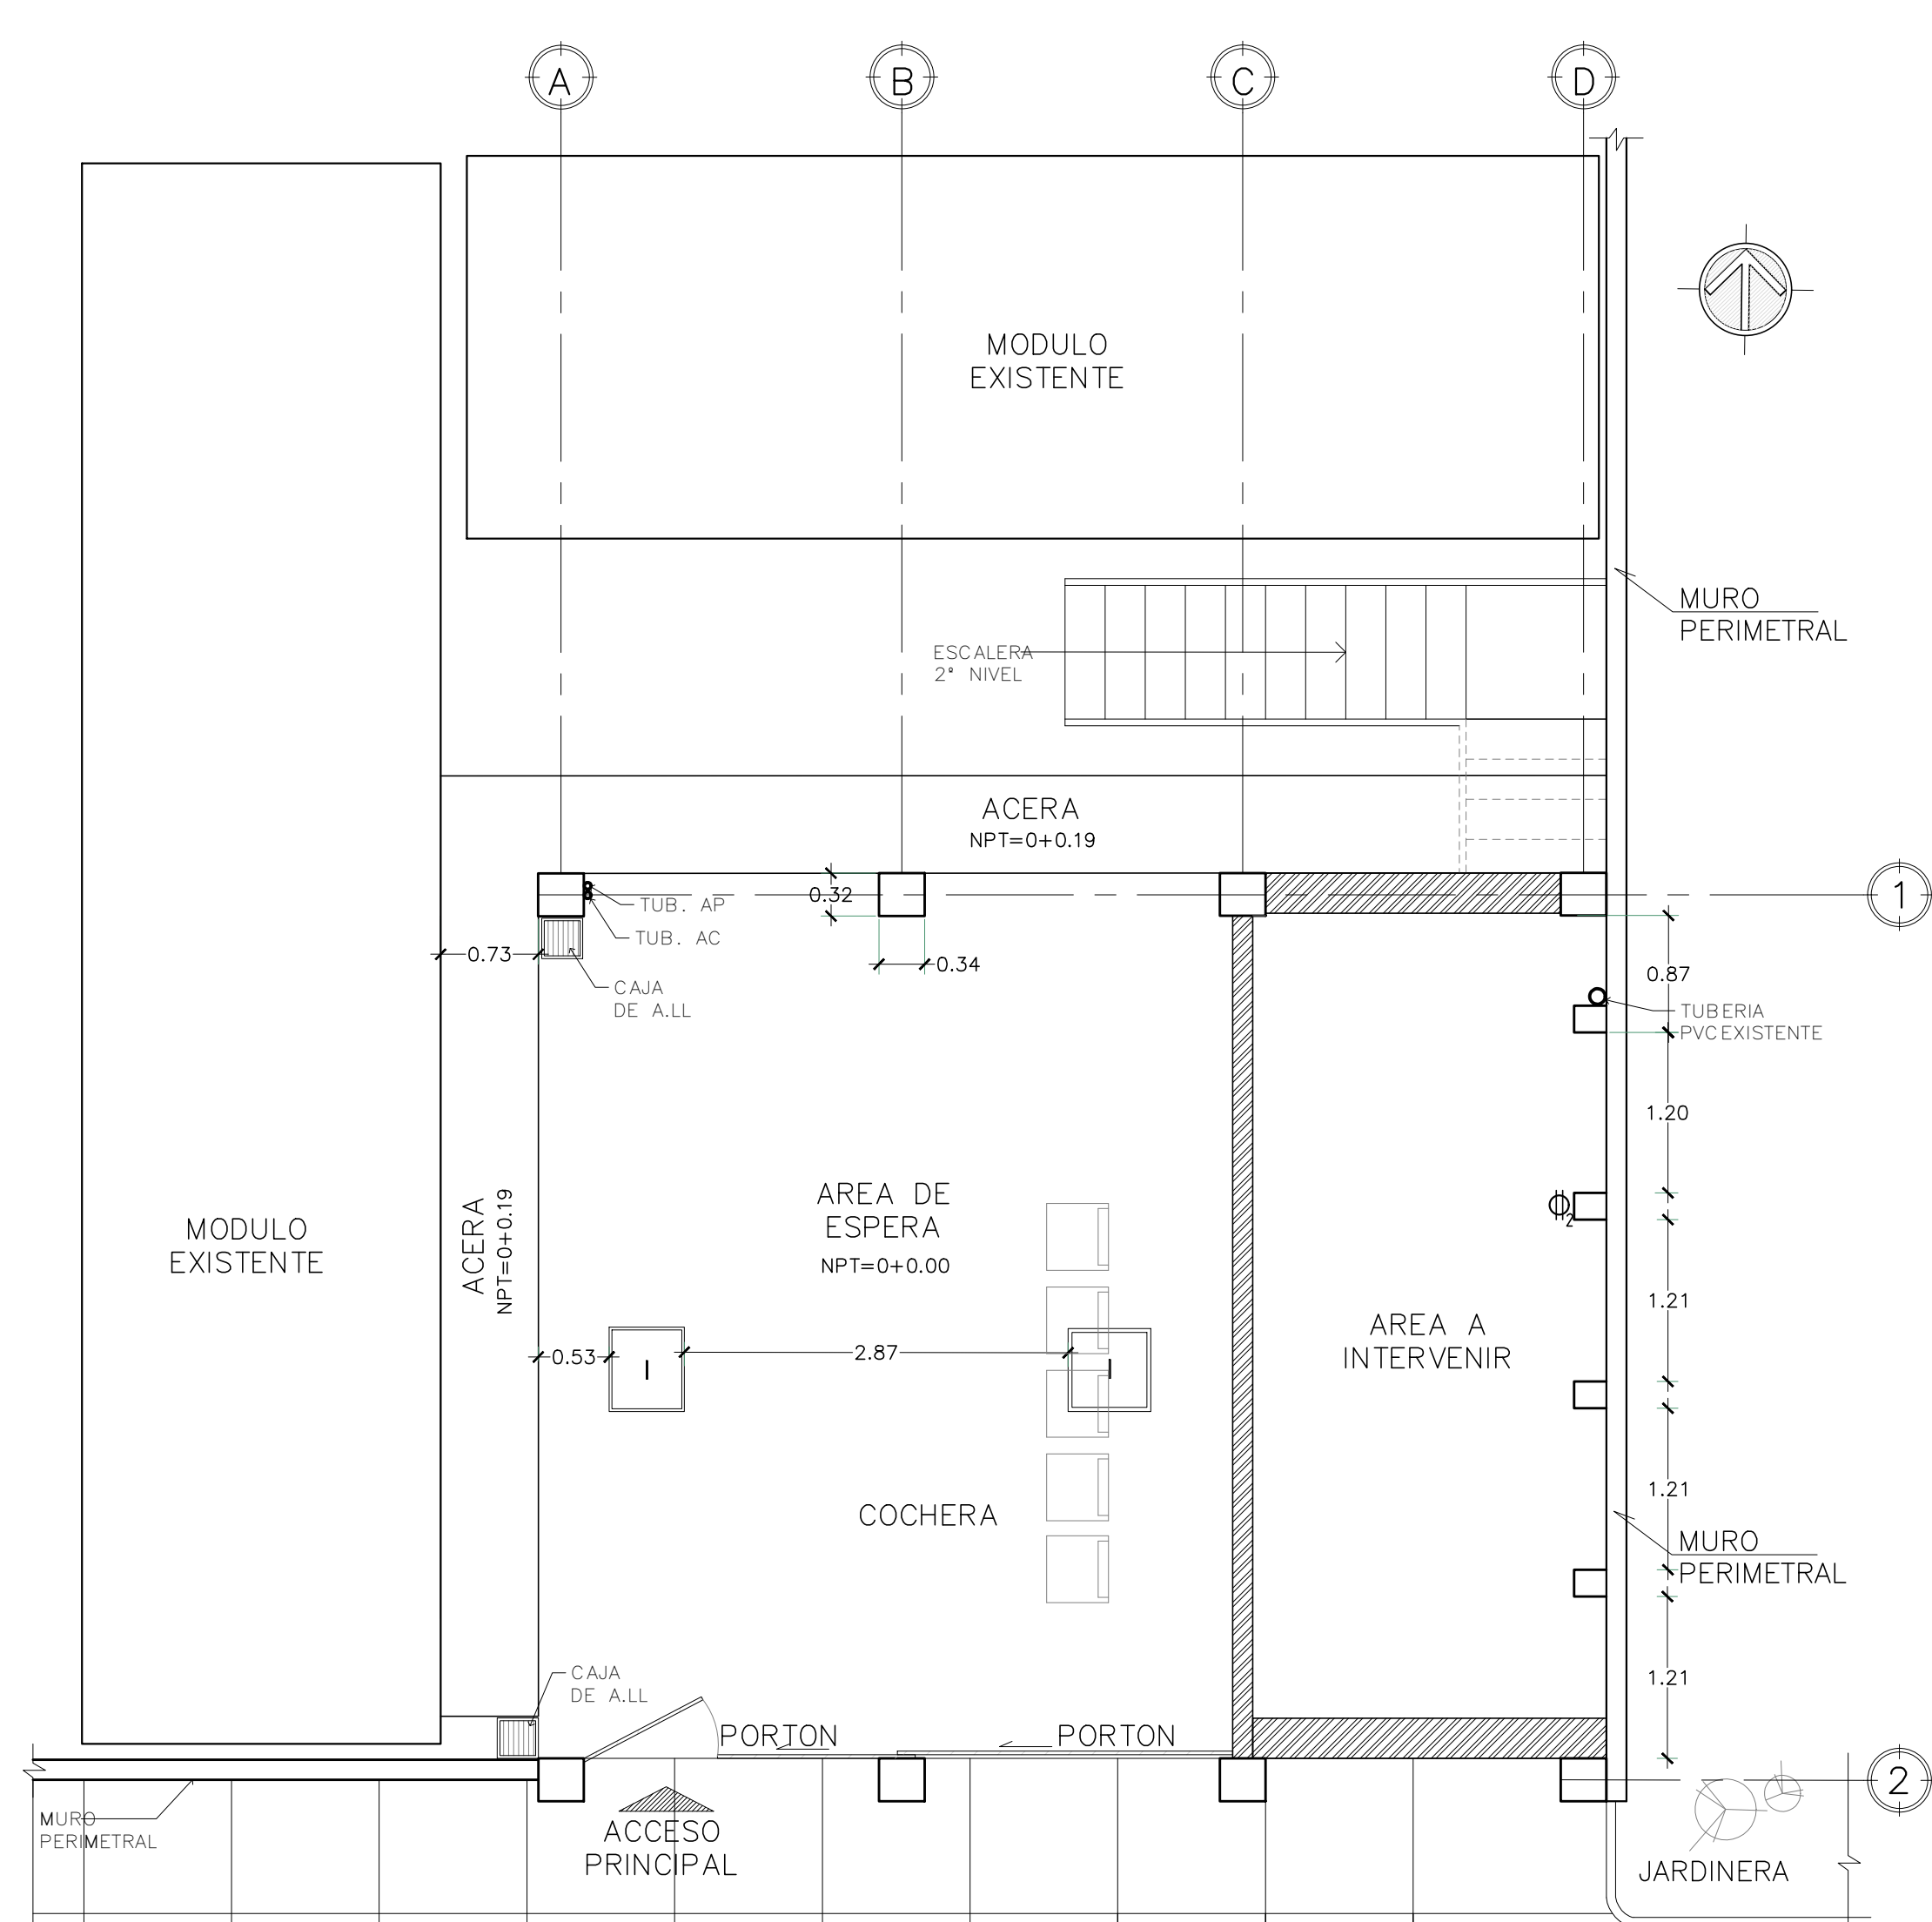 A
B
C
D
MODULO
EXISTENTE
MURO
PERIMETRAL
ESCALERA
2° NIVEL
ACERA
NPT=0+0.19
1
0.32
TUB. AP
TUB. AC
0.73
0.34
CAJA
DE A.LL
0.87
TUBERIA
PVC EXISTENTE
1.20
2
AREA DE
ESPERA
NPT=0+0.00
MODULO
EXISTENTE
ACERA
NPT=0+0.19
1.21
AREA A
INTERVENIR
0.53
2.87
I
I
1.21
COCHERA
MURO
PERIMETRAL
1.21
CAJA
DE A.LL
PORTON
PORTON
2
MURO
PERIMETRAL
ACCESO
PRINCIPAL
JARDINERA